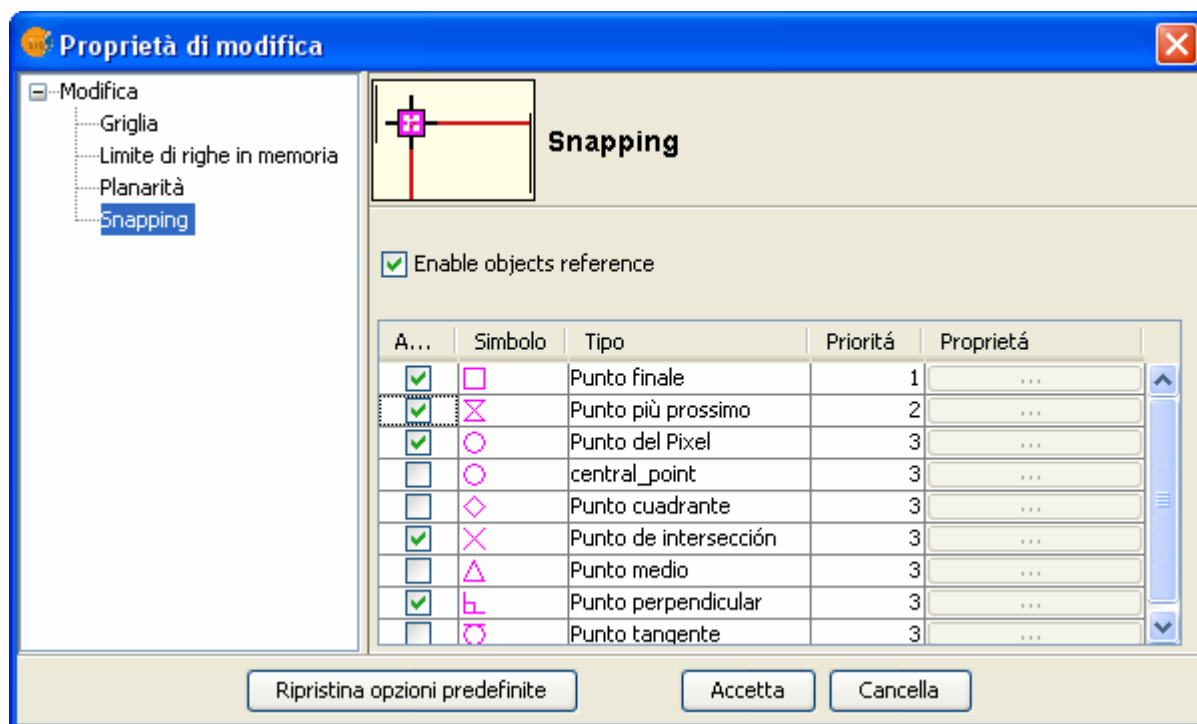 Proprietà di modifica
Modifica
Griglia
Limite di righe in memoria
Planarità
Snapping
Snapping
Enable objects reference
A... Simbolo Tipo Prioritá Proprietá
Punto finale 1 ...
Punto più prossimo 2 ...
Punto del Pixel 3 ...
central_point 3 ...
Punto cuadrante 3 ...
Punto de intersección 3 ...
Punto medio 3 ...
Punto perpendicular 3 ...
Punto tangente 3 ...
Ripristina opzioni predefinite Accetta Cancella